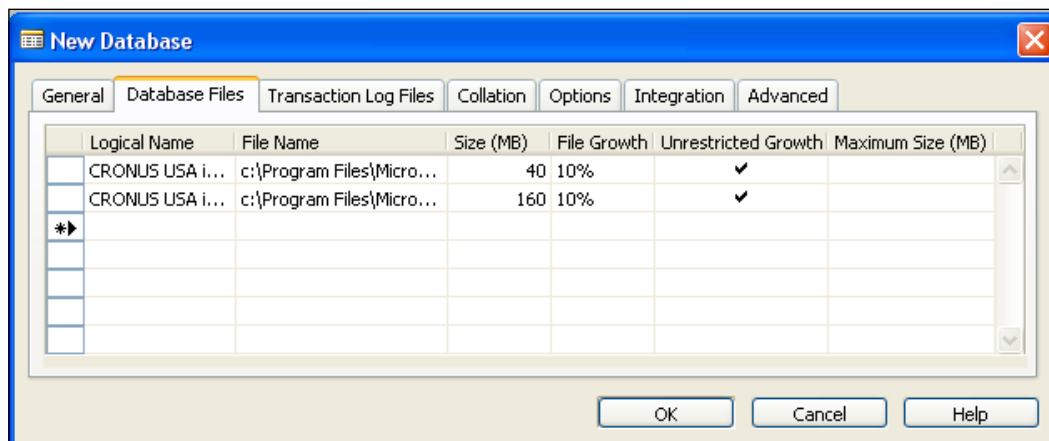 New Database
General Database Files Transaction Log Files Collation Options Integration Advanced
Logical Name File Name Size (MB) File Growth Unrestricted Growth Maximum Size (MB)
CRONUS USA i... c:\Program Files\Micro... 40 10% ✔
CRONUS USA i... c:\Program Files\Micro... 160 10% ✔
OK Cancel Help